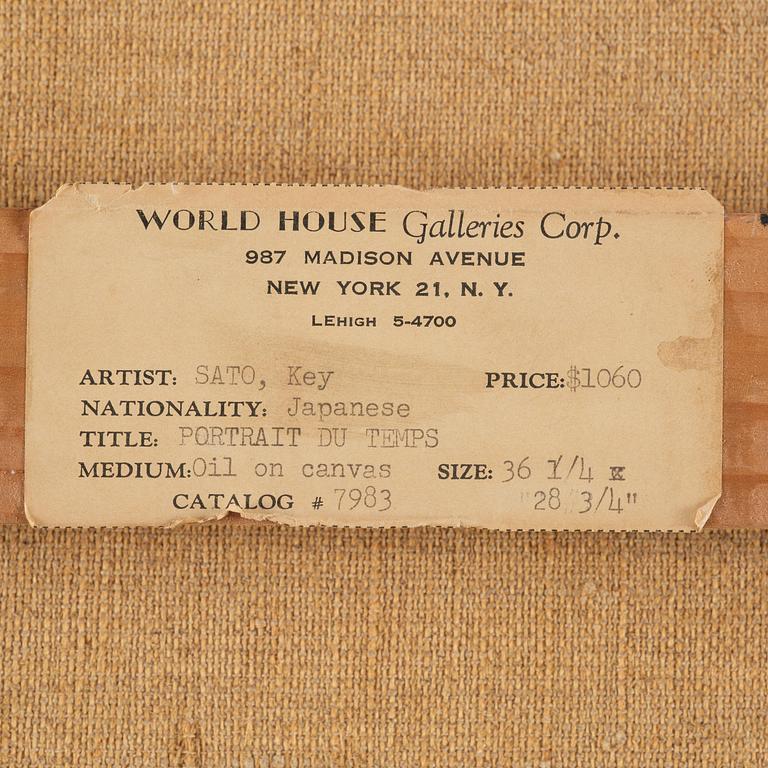 WORLD HOUSE Galleries Corp.
987 MADISON AVENUE
NEW YORK 21, N. Y.
LEHIGH 5-4700
ARTIST: SATO, Key PRICE:$1060
NATIONALITY: Japanese
TITLE: PORTRAIT DU TEMPS
MEDIUM:Oil on canvas SIZE: 36 1/4 x
CATALOG # 7983 "28 3/4"